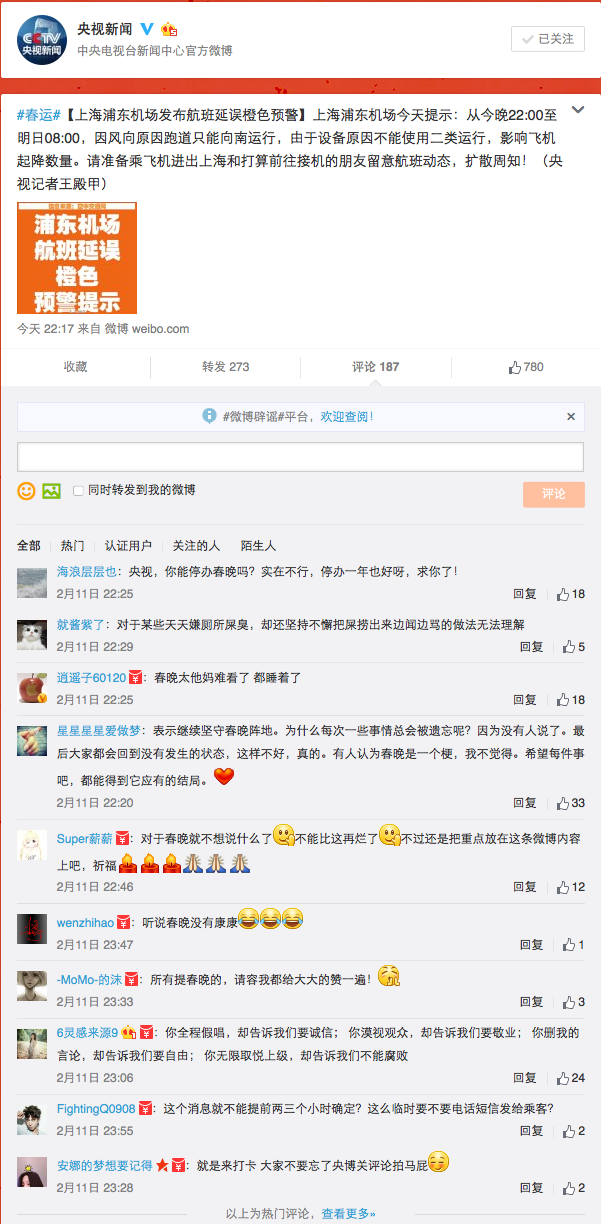 CCTV
央视新闻
央视新闻
中央电视台新闻中心官方微博
已关注
#春运#【上海浦东机场发布航班延误橙色预警】上海浦东机场今天提示：从今晚22:00至
明日08:00，因风向原因跑道只能向南运行，由于设备原因不能使用二类运行，影响飞机
起降数量。请准备乘飞机进出上海和打算前往接机的朋友留意航班动态，扩散周知！（央
视记者王殿甲）
浦东机场
航班延误
橙色
预警提示
今天 22:17 来自 微博 weibo.com
收藏
转发 273
评论 187
780
#微博辟谣#平台，欢迎查阅！
同时转发到我的微博
评论
全部 热门 认证用户 关注的人 陌生人
海浪层层也：央视，你能停办春晚吗？实在不行，停办一年也好呀，求你了！
2月11日 22:25 回复 18
就酱紫了：对于某些天天嫌厕所屎臭，却还坚持不懈把屎捞出来边闻边骂的做法无法理解
2月11日 22:29 回复 5
逍遥子60120：春晚太他妈难看了 都睡着了
2月11日 22:25 回复 18
星星星星爱做梦：表示继续坚守春晚阵地。为什么每次一些事情总会被遗忘呢？因为没有人说了。最
后大家都会回到没有发生的状态，这样不好，真的。有人认为春晚是一个梗，我不觉得。希望每件事
吧，都能得到它应有的结局。
2月11日 22:20 回复 33
Super薪薪：对于春晚就不想说什么了不能比这再烂了不过还是把重点放在这条微博内容
上吧，祈福
2月11日 22:46 回复 12
wenzhihao：听说春晚没有康康
2月11日 23:47 回复 1
-MoMo-的沫：所有提春晚的，请容我都给大大的赞一遍！
2月11日 23:33 回复 3
6灵感来源9：你全程假唱，却告诉我们要诚信；你漠视观众，却告诉我们要敬业；你删我的
言论，却告诉我们要自由；你无限取悦上级，却告诉我们不能腐败
2月11日 23:06 回复 24
FightingQ0908：这个消息就不能提前两三个小时确定？这么临时要不要电话短信发给乘客？
2月11日 23:55 回复 2
安娜的梦想要记得：就是来打卡 大家不要忘了央博关评论拍马屁
2月11日 23:28 回复 2
以上为热门评论，查看更多»